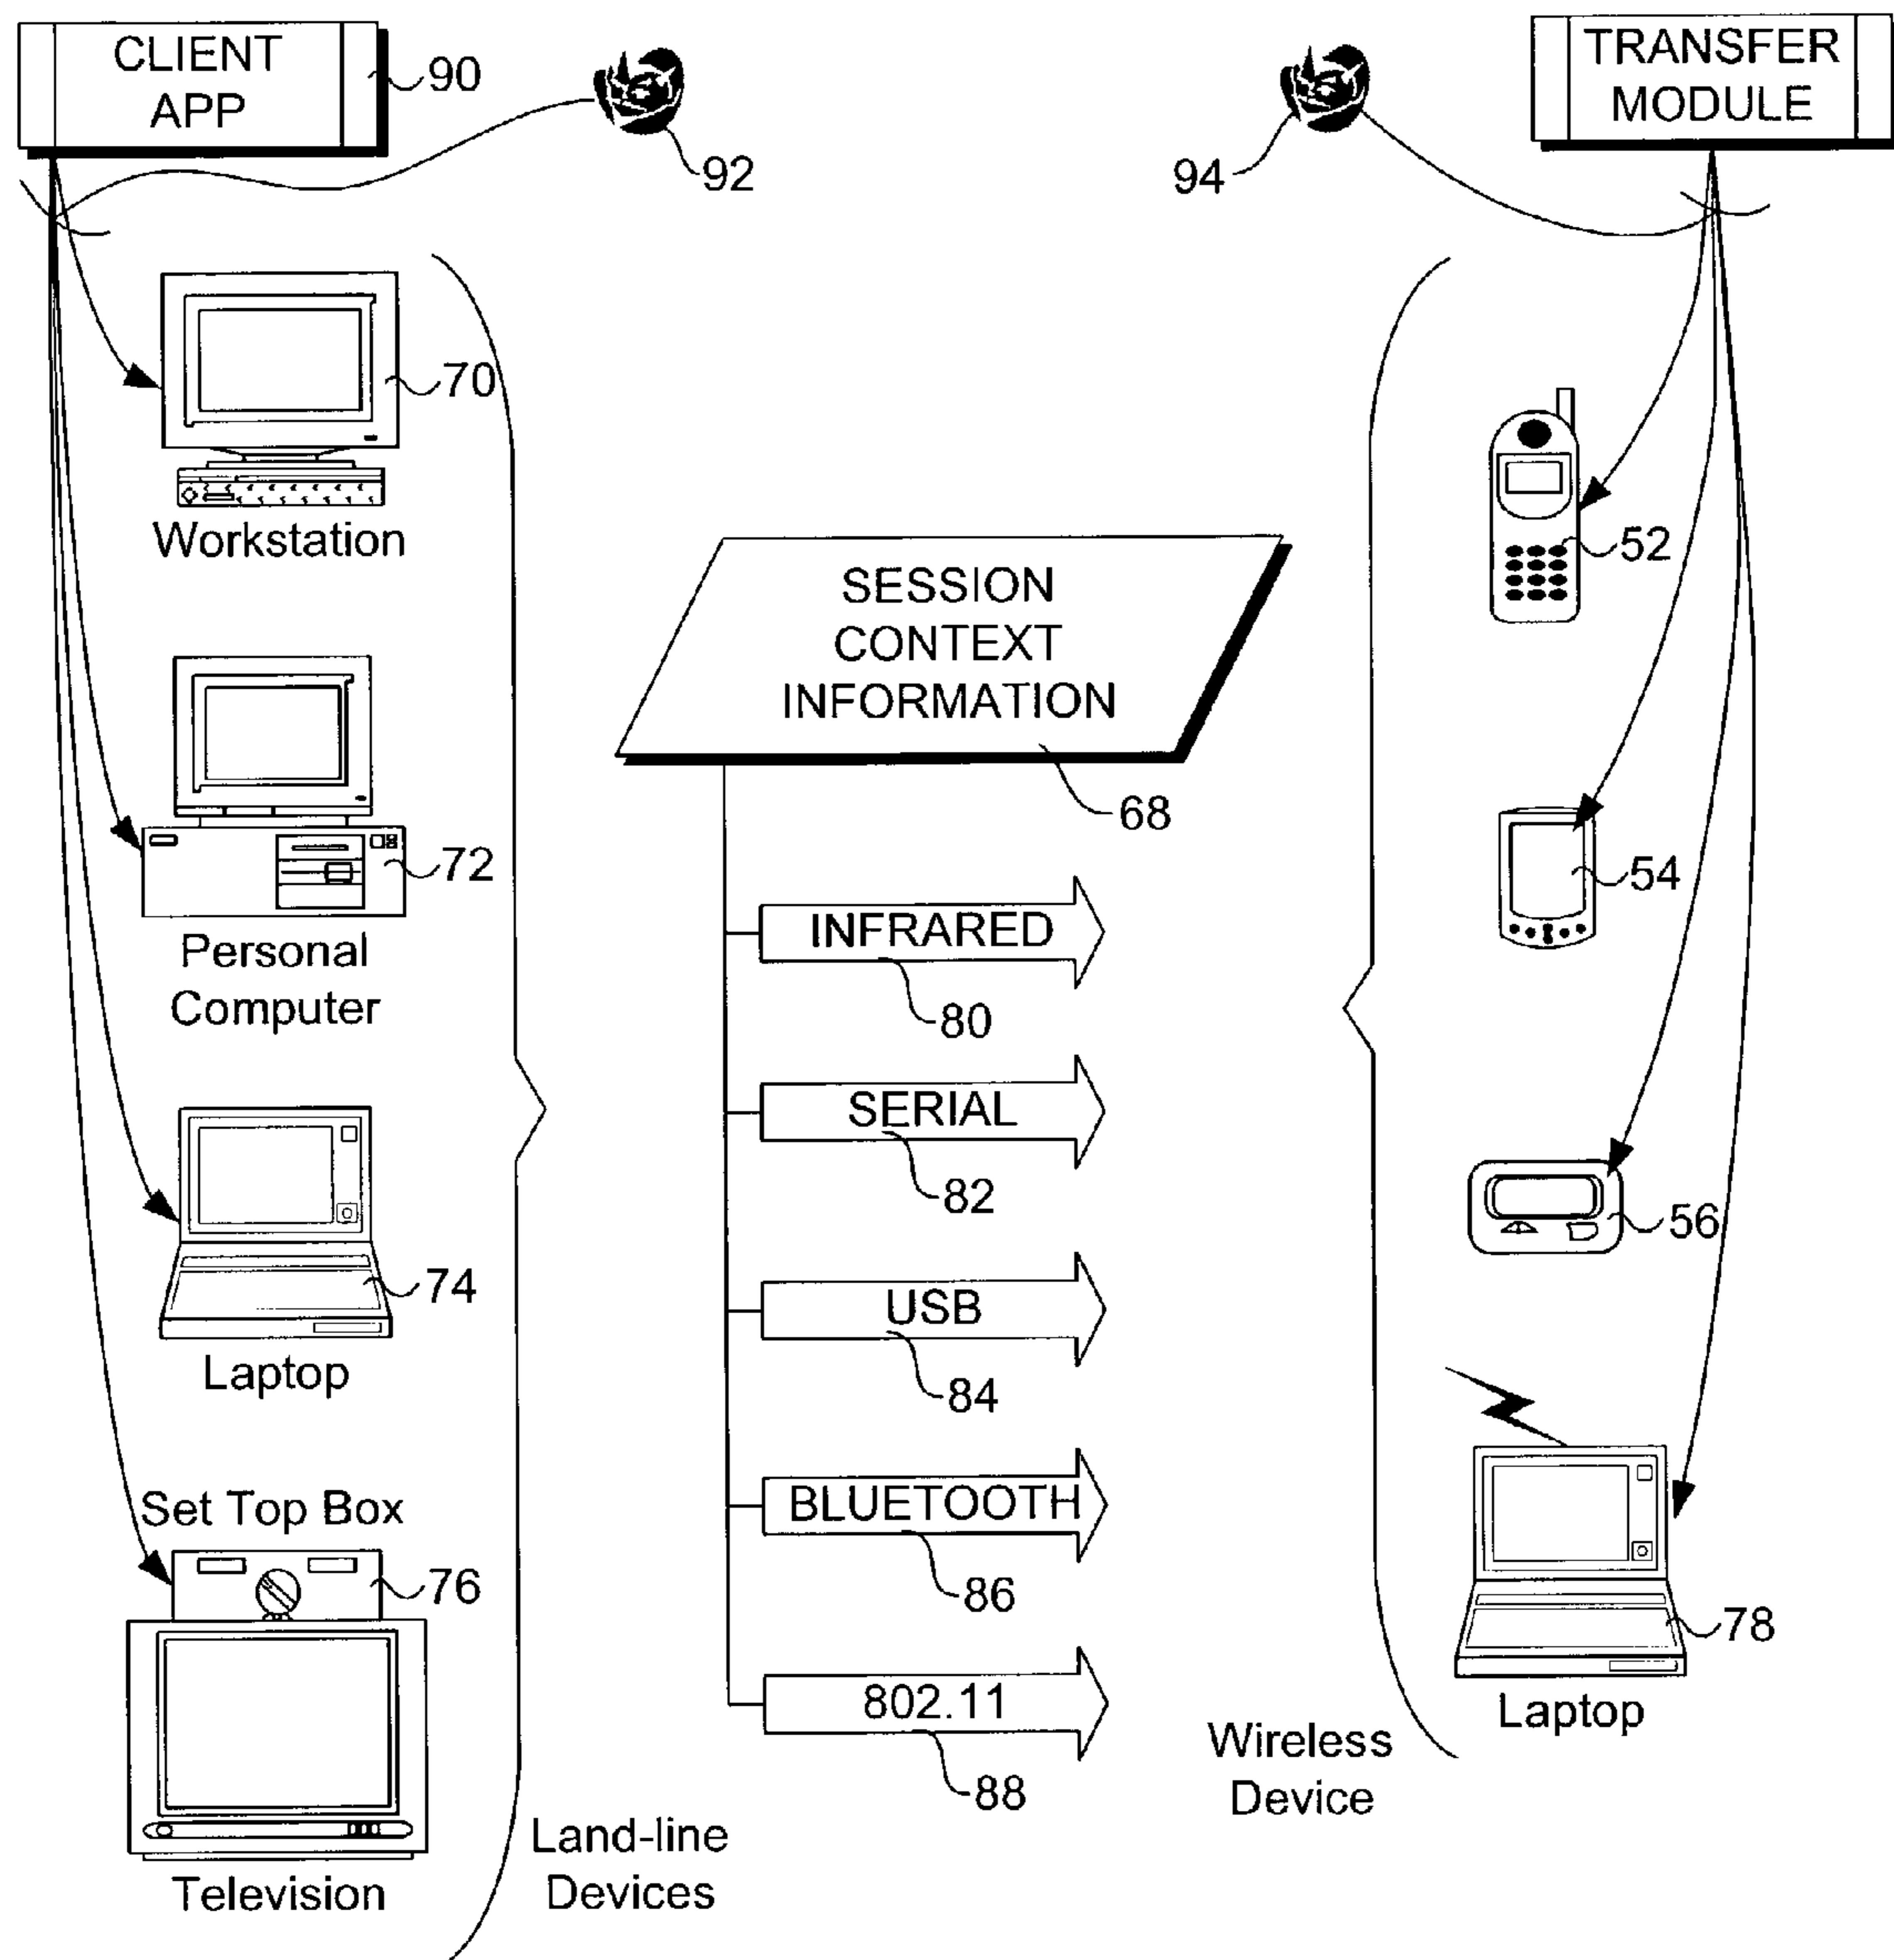 CLIENT
APP
90
92
94
TRANSFER
MODULE
70
Workstation
72
Personal
Computer
74
Laptop
Set Top Box
76
Television
Land-line
Devices
SESSION
CONTEXT
INFORMATION
68
INFRARED
80
SERIAL
82
USB
84
BLUETOOTH
86
802.11
88
Wireless
Device
52
54
56
78
Laptop